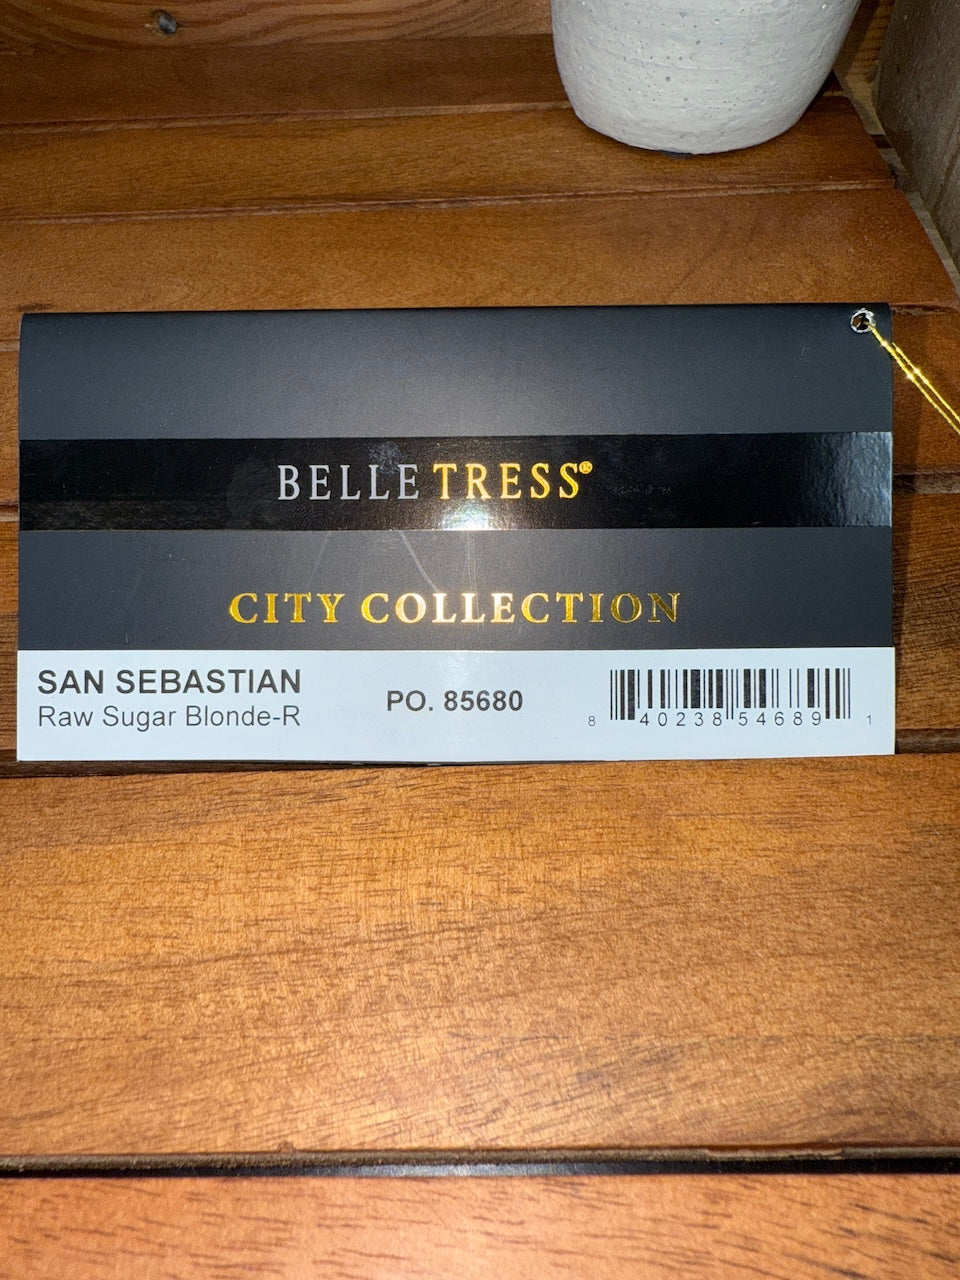 BELLE TRESS®
CITY COLLECTION
SAN SEBASTIAN
Raw Sugar Blonde-R
PO. 85680
8 40238 54689 1